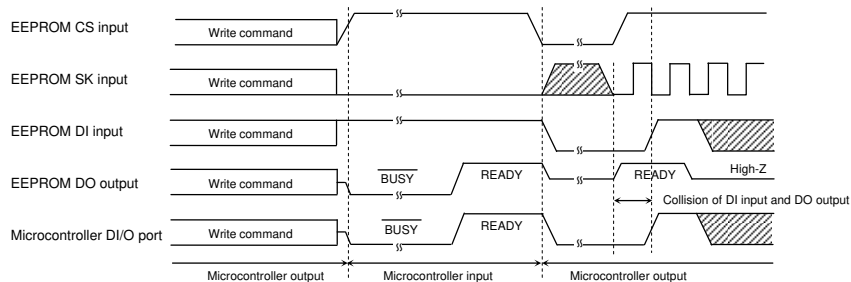 EEPROM CS input
Write command
EEPROM SK input
Write command
EEPROM DI input
Write command
EEPROM DO output
Write command
BUSY
READY
READY
High-Z
Collision of DI input and DO output
Microcontroller DI/O port
Write command
BUSY
READY
Microcontroller output
Microcontroller input
Microcontroller output